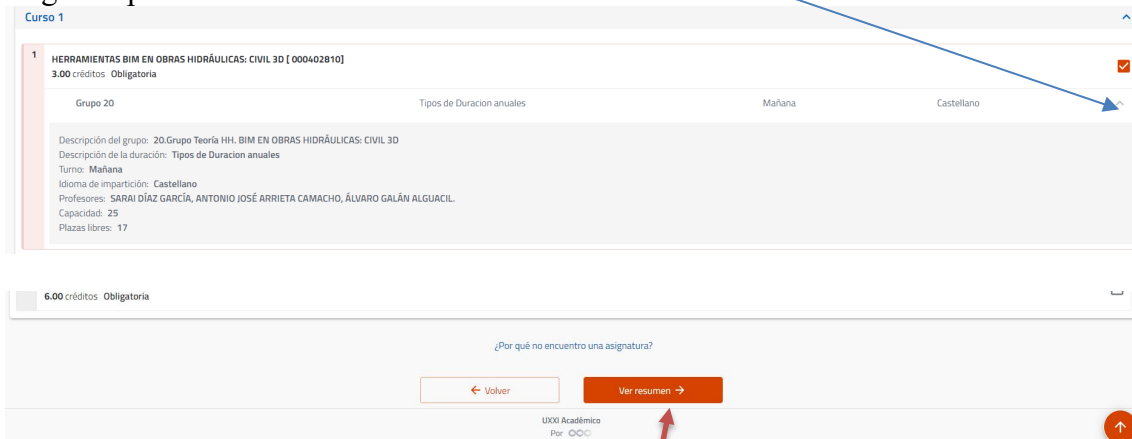 Curso 1
1
HERRAMIENTAS BIM EN OBRAS HIDRÁULICAS: CIVIL 3D [ 000402810]
3.00 créditos Obligatoria
Grupo 20 Tipos de Duracion anuales Mañana Castellano
Descripción del grupo: 20.Grupo Teoría HH. BIM EN OBRAS HIDRÁULICAS: CIVIL 3D
Descripción de la duración: Tipos de Duracion anuales
Turno: Mañana
Idioma de impartición: Castellano
Profesores: SARAI DÍAZ GARCÍA, ANTONIO JOSÉ ARRIETA CAMACHO, ÁLVARO GALÁN ALGUACIL.
Capacidad: 25
Plazas libres: 17
6.00 créditos Obligatoria
¿Por qué no encuentro una asignatura?
← Volver Ver resumen →
UXXI Académico
Por